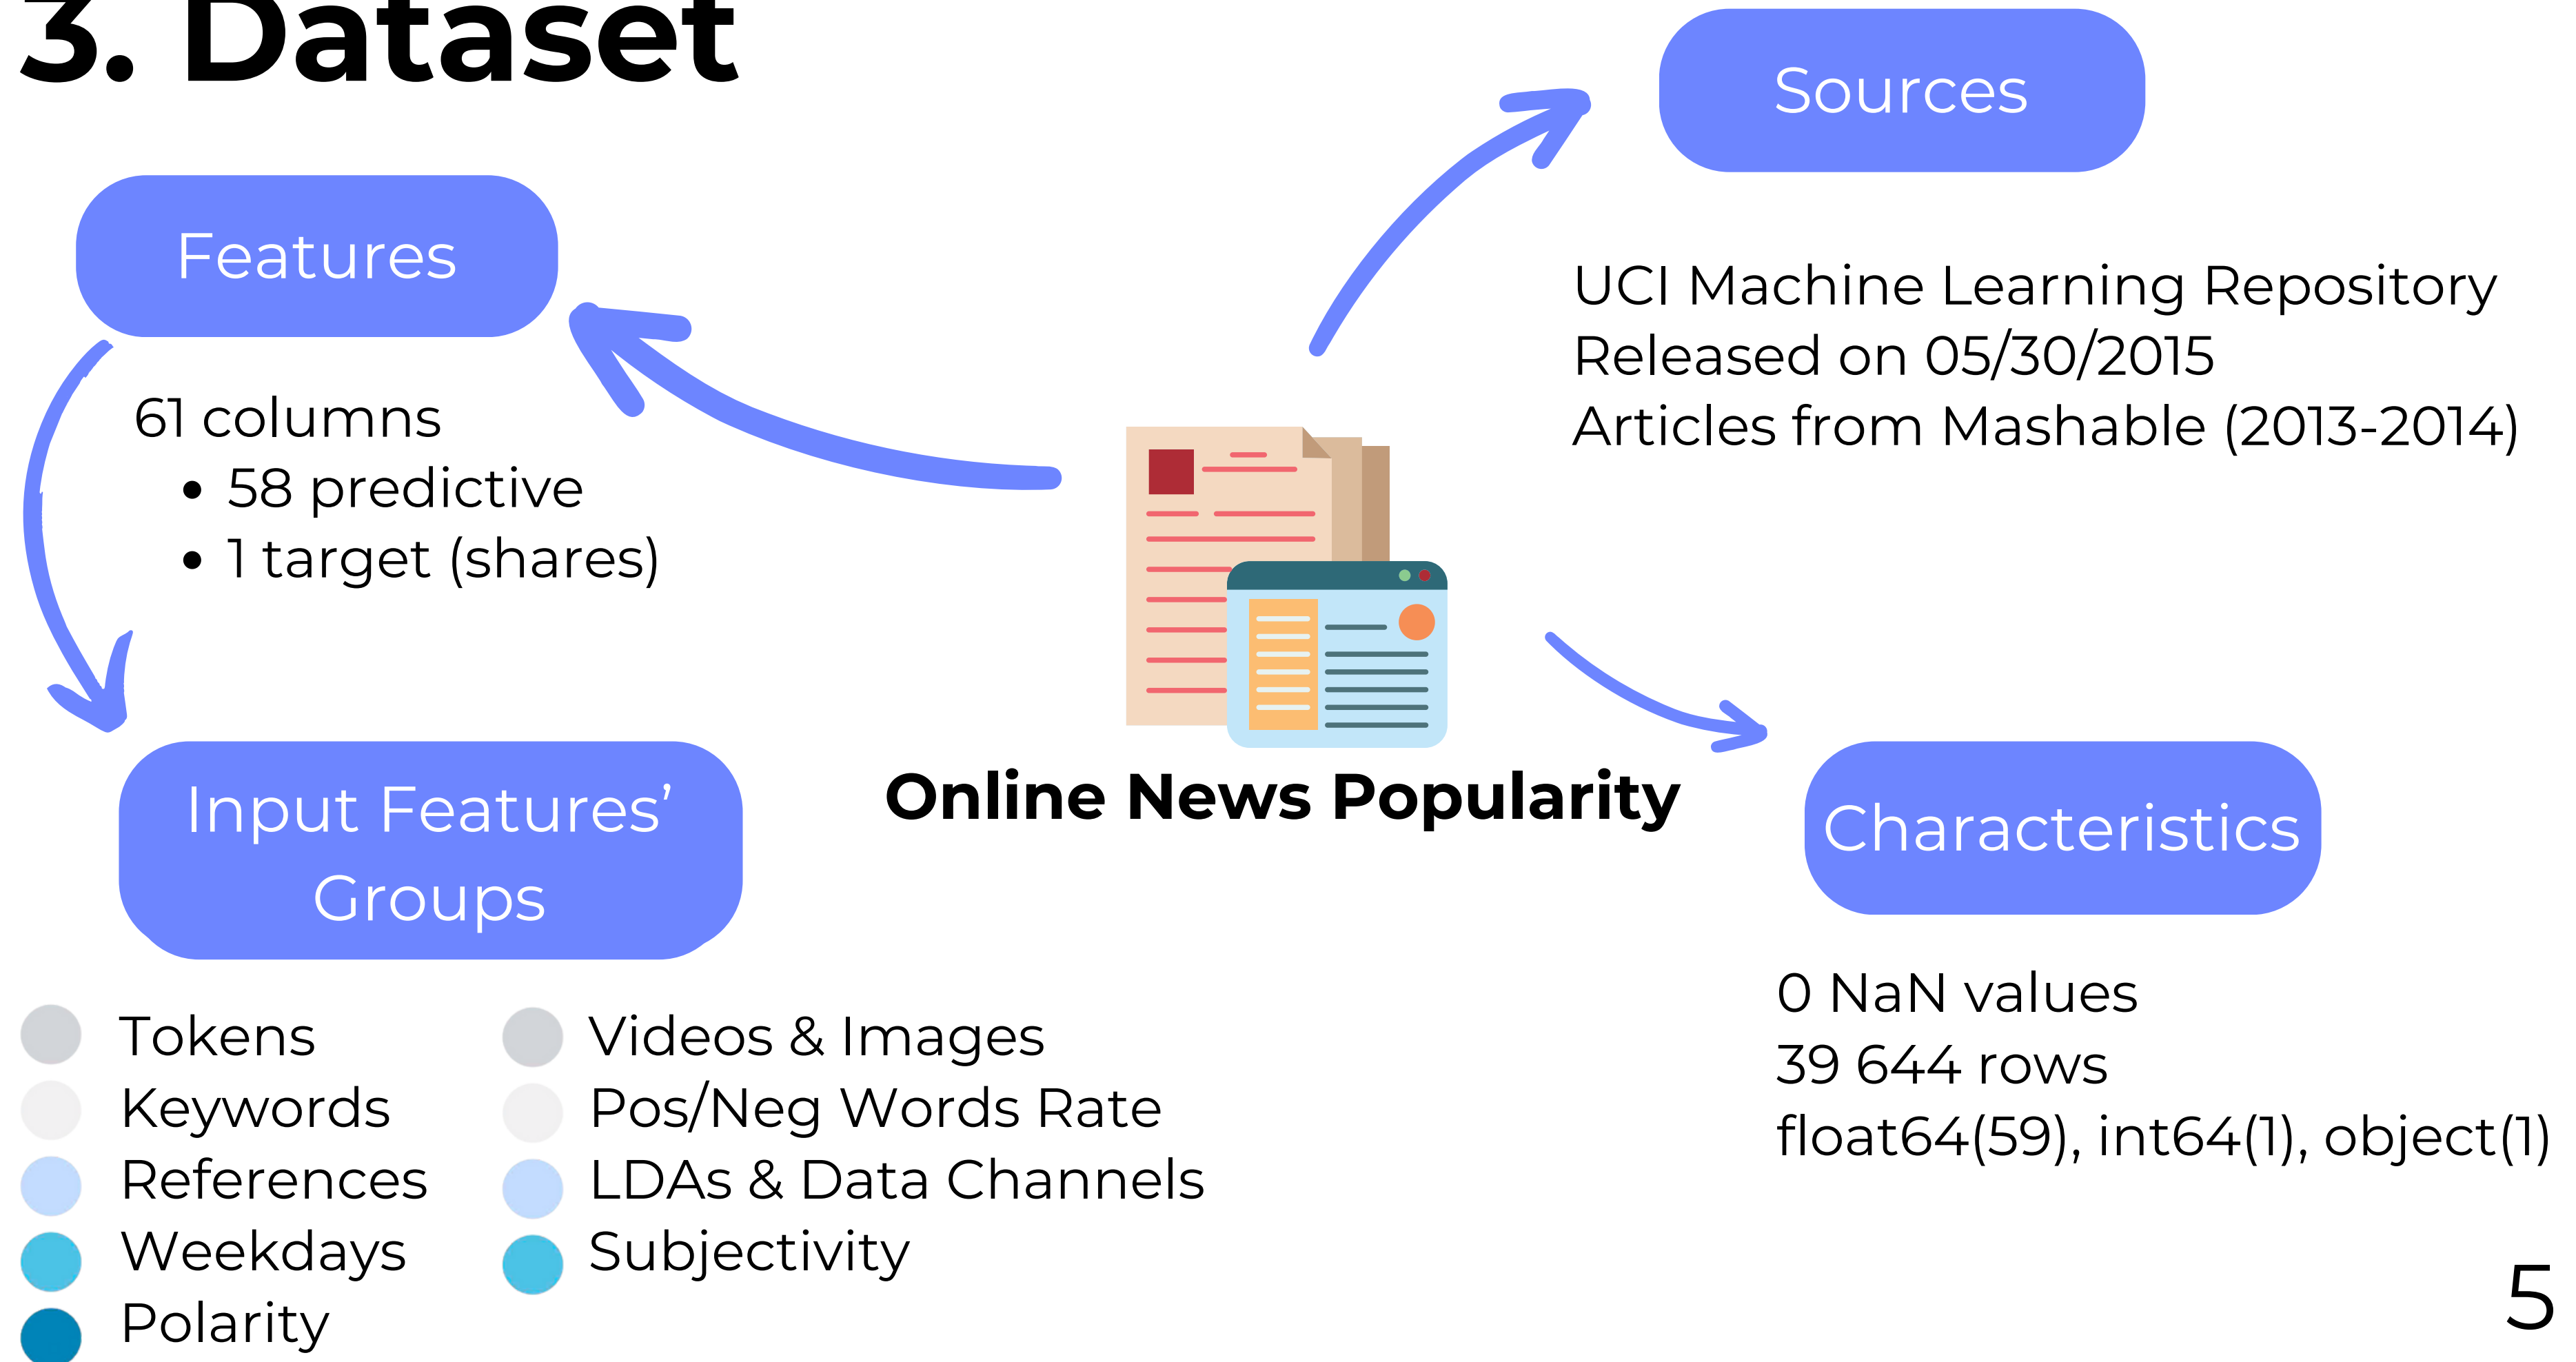 3. Dataset
Features
61 columns
• 58 predictive
• 1 target (shares)
Input Features’
Groups
Tokens
Keywords
References
Weekdays
Polarity
Videos & Images
Pos/Neg Words Rate
LDAs & Data Channels
Subjectivity
Online News Popularity
Sources
UCI Machine Learning Repository
Released on 05/30/2015
Articles from Mashable (2013-2014)
Characteristics
0 NaN values
39 644 rows
float64(59), int64(1), object(1)
5